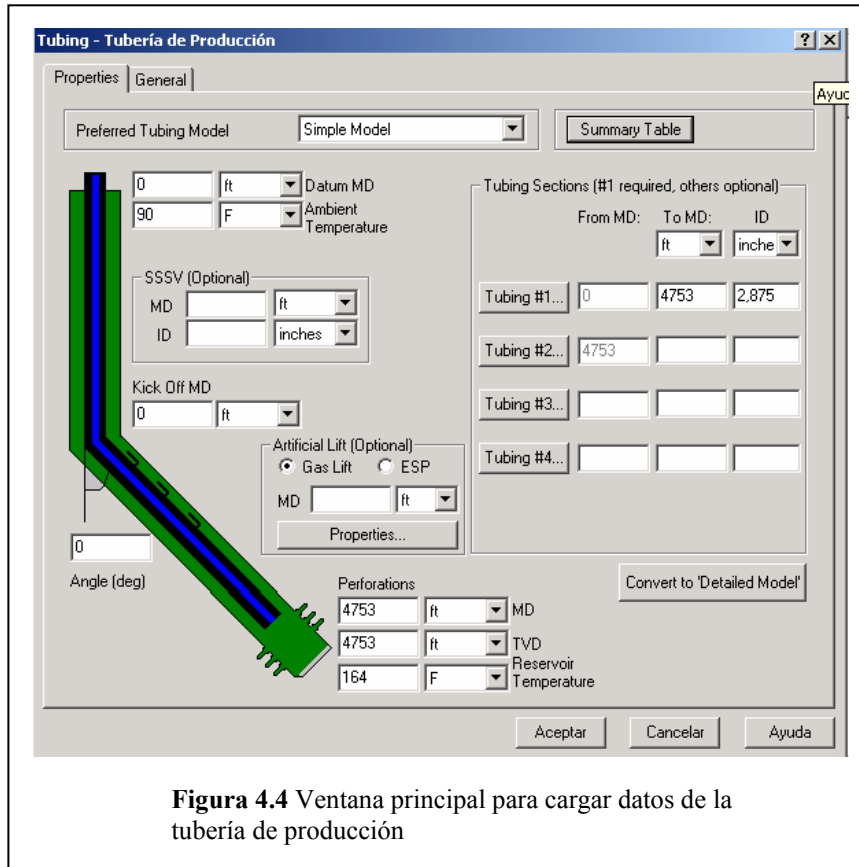 Tubing - Tubería de Producción
Properties General
Ayud
Preferred Tubing Model Simple Model Summary Table
0 ft Datum MD
90 F Ambient
Temperature
SSSV (Optional)
MD ft
ID inches
Kick Off MD
0 ft
Artificial Lift (Optional)
Gas Lift ESP
MD ft
Properties...
0
Angle (deg)
Tubing Sections (#1 required, others optional)
From MD: To MD: ID
ft inche
Tubing #1... 0 4753 2,875
Tubing #2... 4753
Tubing #3...
Tubing #4...
Convert to 'Detailed Model'
Perforations
4753 ft MD
4753 ft TVD
164 F Reservoir
Temperature
Aceptar Cancelar Ayuda
Figura 4.4 Ventana principal para cargar datos de la
tubería de producción